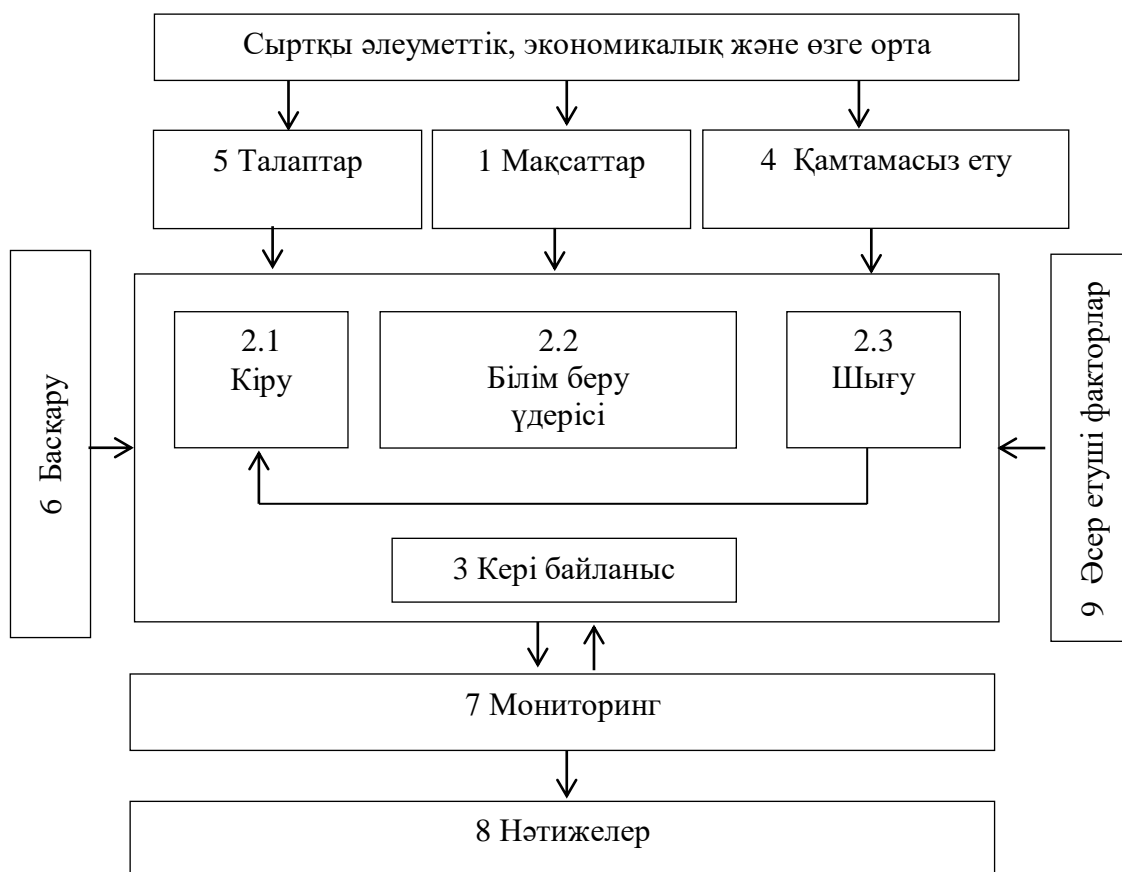 Сыртқы әлеуметтік, экономикалық және өзге орта
5 Талаптар
1 Мақсаттар
4 Қамтамасыз ету
6 Басқару
2.1
Кіру
2.2
Білім беру
үдерісі
2.3
Шығу
9 Әсер етуші факторлар
3 Кері байланыс
7 Мониторинг
8 Нәтижелер